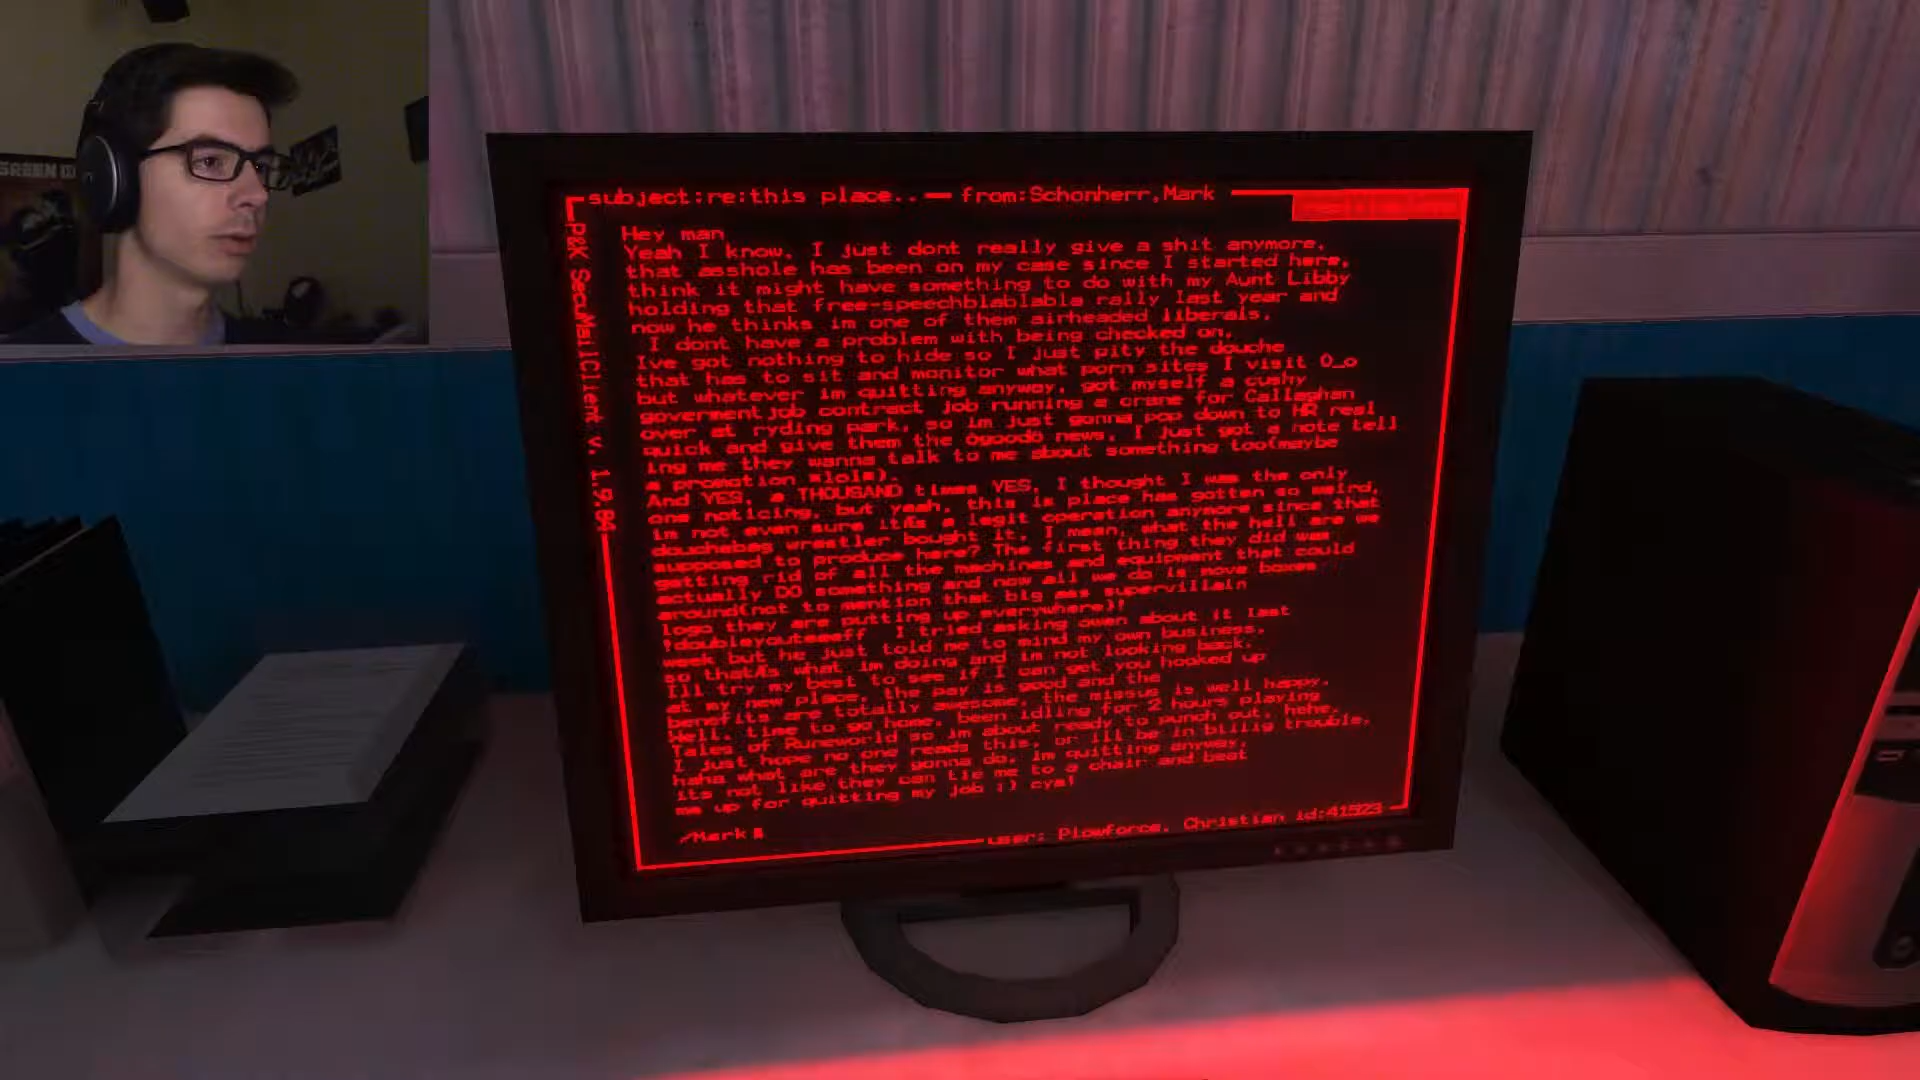 subject:re:this place.. — from:Schonherr,Mark
Hey man
Yeah I know, I just dont really give a shit anymore,
that asshole has been on my case since I started here,
think it might have something to do with my Aunt Libby
holding that free-speechblablabla rally last year and
now he thinks im one of them airheaded liberals.
I dont have a problem with being checked on,
Ive got nothing to hide so I just pity the douche
that has to sit and monitor what porn sites I visit O_o
but whatever im quitting anyway, got myself a cushy
goverment job contract job running a crane for Callaghan
over at ryding park, so im just gonna pop down to HR real
quick and give them the ögoodö news, I just got a note tell
ing me they wanna talk to me about something too(maybe
a promotion *lol*).
And YES, a THOUSAND times YES, I thought I was the only
one noticing, but yeah, this is place has gotten so weird,
im not even sure it a legit operation anymore since that
douchebag wrestler bought it, I mean, what the hell are we
supposed to produce here? The first thing they did was
getting rid of all the machines and equipment that could
actually DO something and now all we do is move boxes
around(not to mention that big ass supervillain
logo they are putting up everywhere)!
!doubleyouteeeff I tried asking owen about it last
week but he just told me to mind my own business,
so what im doing and im not looking back.
Ill try my best to see if I can get you hooked up
at my new place, the pay is good and the
benefits are totally awesome, the missus is well happy.
Well, time to go home, been idling for 2 hours playing
Tales of Runeworld so im about ready to punch out, hehe.
I just hope no one reads this, or ill be in biiiig trouble,
haha what are they gonna do, im quitting anyway,
its not like they can tie me to a chair and beat
me up for quitting my job :) cya!
/Mark
user: Plowforce, Christian id:41523
P&K SecuMailClient v. 1.9.84
SCREEN